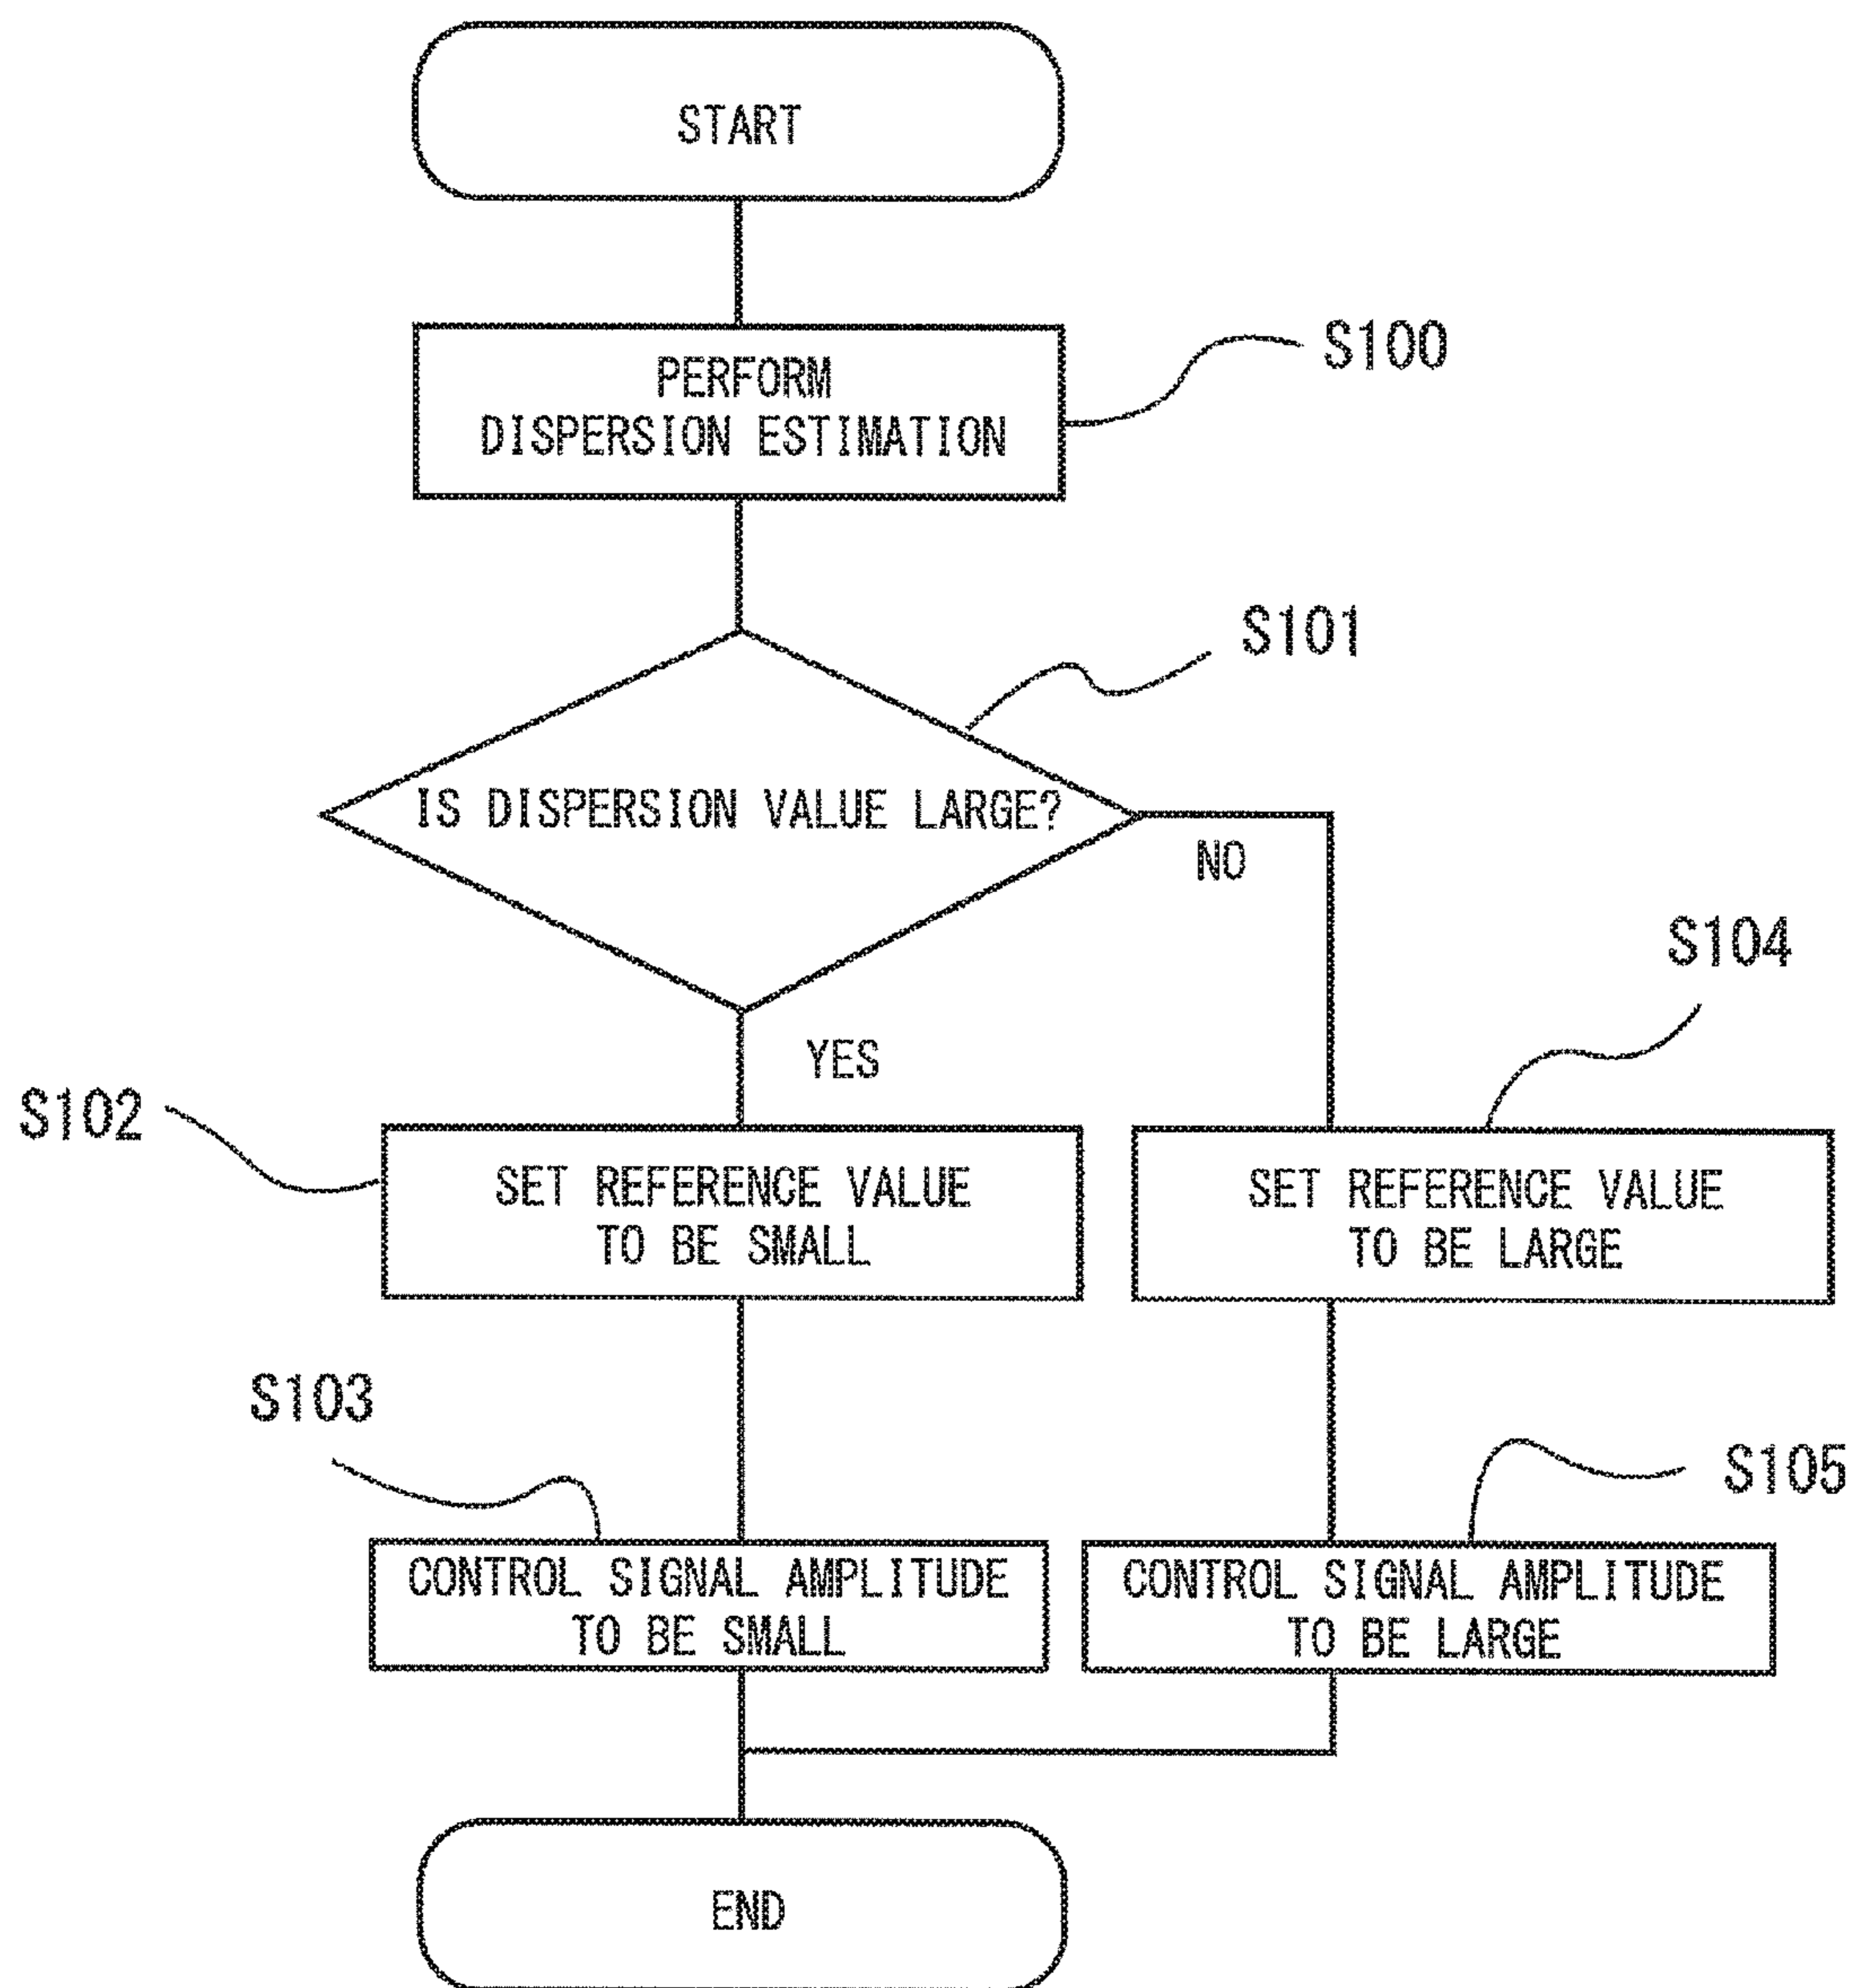 START
PERFORM
DISPERSION ESTIMATION
S100
IS DISPERSION VALUE LARGE?
S101
NO
YES
S102
SET REFERENCE VALUE
TO BE SMALL
S104
SET REFERENCE VALUE
TO BE LARGE
S103
CONTROL SIGNAL AMPLITUDE
TO BE SMALL
S105
CONTROL SIGNAL AMPLITUDE
TO BE LARGE
END